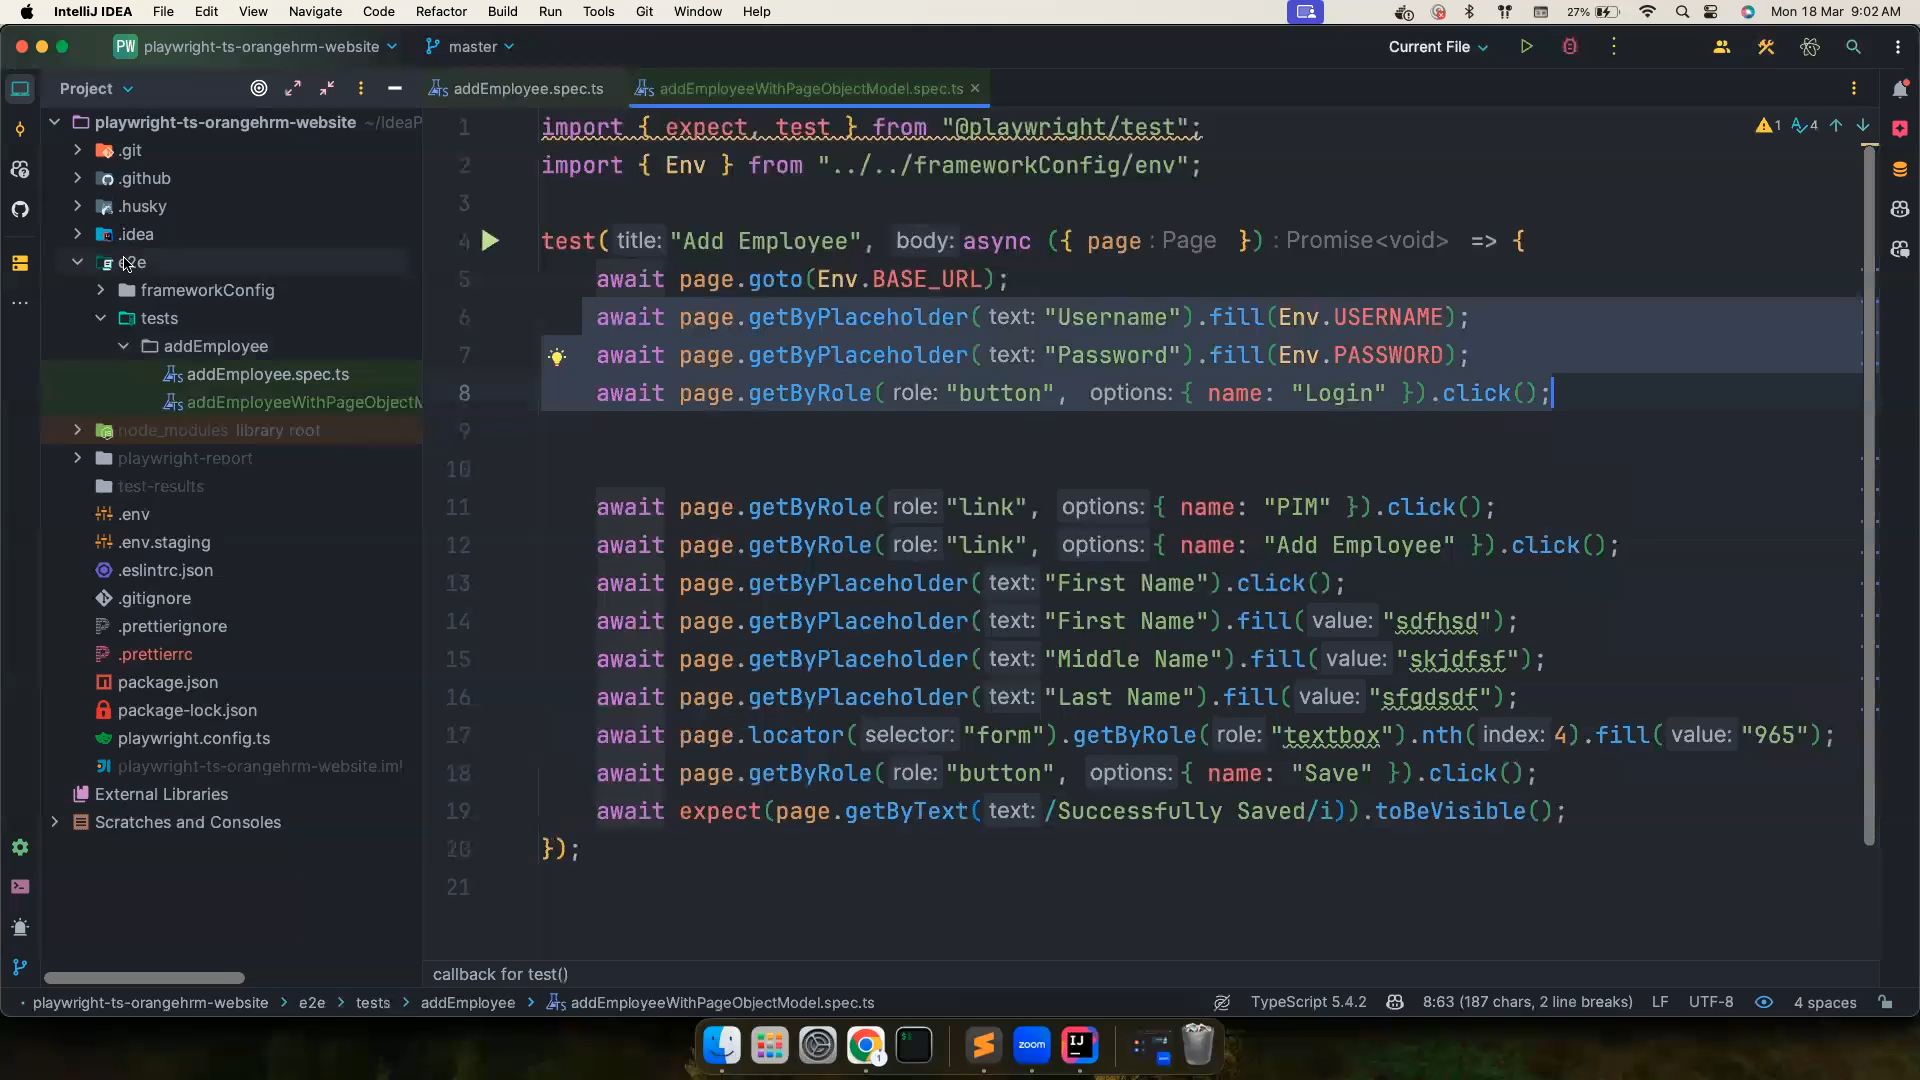 IntelliJ IDEA File Edit View Navigate Code Refactor Build Run Tools Git Window Help 27% Mon 18 Mar 9:02 AM
PW playwright-ts-orangehrm-website master Current File
Project addEmployee.spec.ts addEmployeeWithPageObjectModel.spec.ts
playwright-ts-orangehrm-website ~/IdeaP
.git
.github
.husky
.idea
e2e
frameworkConfig
tests
addEmployee
addEmployee.spec.ts
addEmployeeWithPageObjectM
node_modules library root
playwright-report
test-results
.env
.env.staging
.eslintrc.json
.gitignore
.prettierignore
.prettierrc
package.json
package-lock.json
playwright.config.ts
playwright-ts-orangehrm-website.iml
External Libraries
Scratches and Consoles
1 import { expect, test } from "@playwright/test"; 1 4
2 import { Env } from "../../frameworkConfig/env";
3
4 test( title: "Add Employee", body: async ({ page : Page }) : Promise<void> => {
5 await page.goto(Env.BASE_URL);
6 await page.getByPlaceholder( text: "Username").fill(Env.USERNAME);
7 await page.getByPlaceholder( text: "Password").fill(Env.PASSWORD);
8 await page.getByRole( role: "button", options: { name: "Login" }).click();
9
10
11 await page.getByRole( role: "link", options: { name: "PIM" }).click();
12 await page.getByRole( role: "link", options: { name: "Add Employee" }).click();
13 await page.getByPlaceholder( text: "First Name").click();
14 await page.getByPlaceholder( text: "First Name").fill( value: "sdfhsd");
15 await page.getByPlaceholder( text: "Middle Name").fill( value: "skjdfsf");
16 await page.getByPlaceholder( text: "Last Name").fill( value: "sfgdsdf");
17 await page.locator( selector: "form").getByRole( role: "textbox").nth( index: 4).fill( value: "965");
18 await page.getByRole( role: "button", options: { name: "Save" }).click();
19 await expect(page.getByText( text: /Successfully Saved/i)).toBeVisible();
20 });
21
callback for test()
playwright-ts-orangehrm-website > e2e > tests > addEmployee > addEmployeeWithPageObjectModel.spec.ts TypeScript 5.4.2 8:63 (187 chars, 2 line breaks) LF UTF-8 4 spaces
zoom IJ